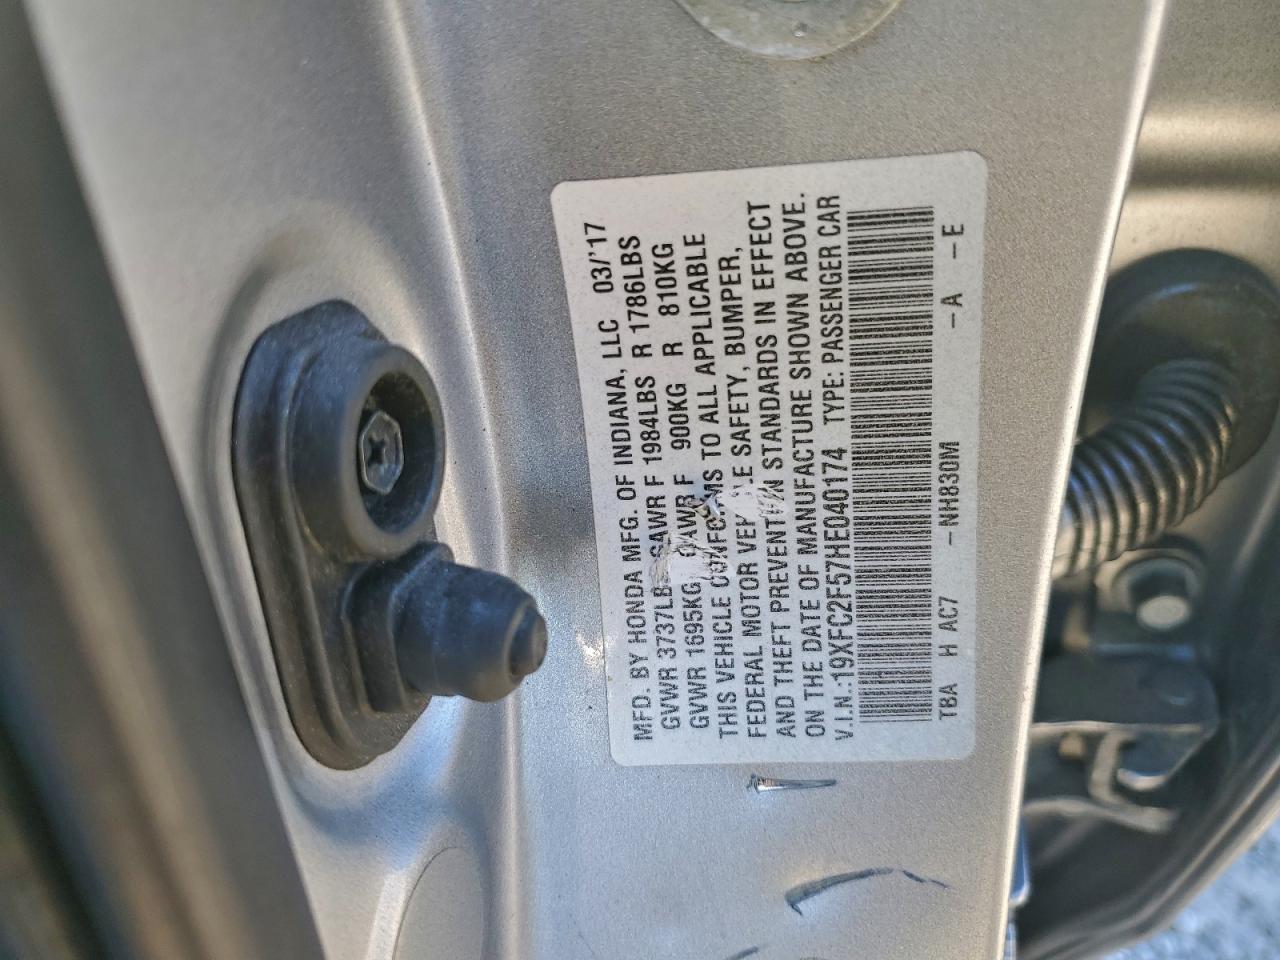 MFD. BY HONDA MFG. OF INDIANA, LLC 03/'17
GVWR 3737LBS GAWR F 1984LBS R 1786LBS
GVWR 1695KG GAWR F 900KG R 810KG
THIS VEHICLE CONFORMS TO ALL APPLICABLE
FEDERAL MOTOR VEHICLE SAFETY, BUMPER,
AND THEFT PREVENTION STANDARDS IN EFFECT
ON THE DATE OF MANUFACTURE SHOWN ABOVE.
V.I.N.:19XFC2F57HE040174 TYPE: PASSENGER CAR
TBA H AC7 -NH830M -A -E